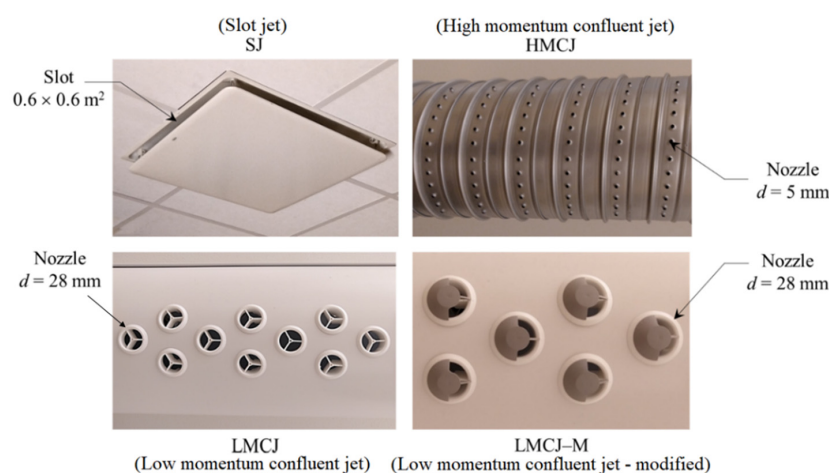 (Slot jet)
SJ
(High momentum confluent jet)
HMCJ
Slot
0.6 × 0.6 m²
Nozzle
d = 5 mm
Nozzle
d = 28 mm
Nozzle
d = 28 mm
LMCJ
(Low momentum confluent jet)
LMCJ–M
(Low momentum confluent jet - modified)